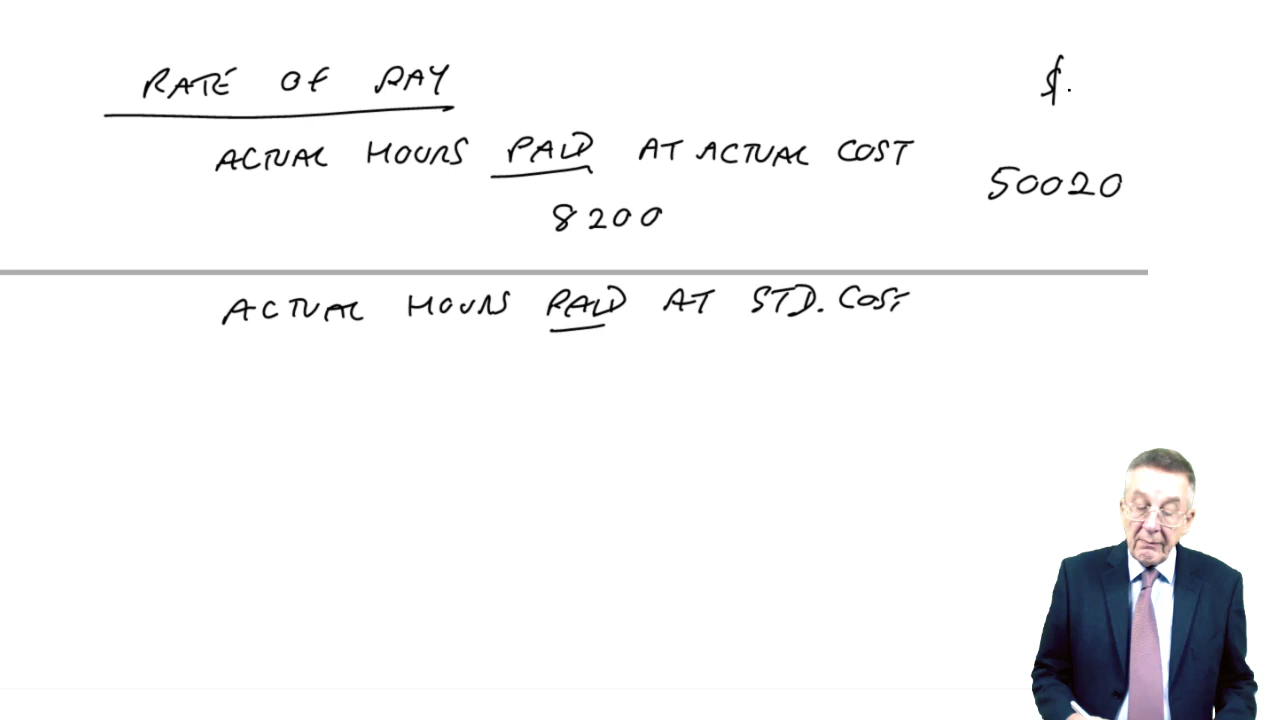 RATE OF PAY $.
ACTUAL HOURS PAID AT ACTUAL COST
50020
8200
ACTUAL HOURS PAID AT STD. COST